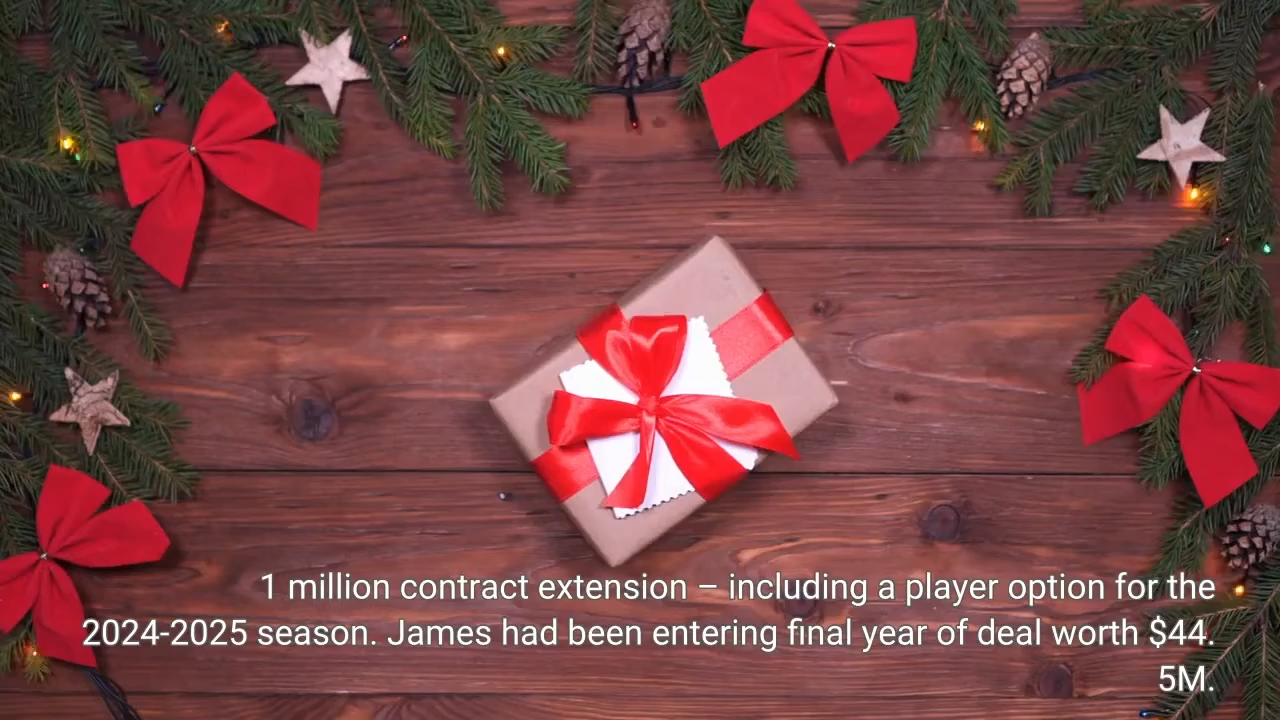 1 million contract extension – including a player option for the
2024-2025 season. James had been entering final year of deal worth $44.
5M.